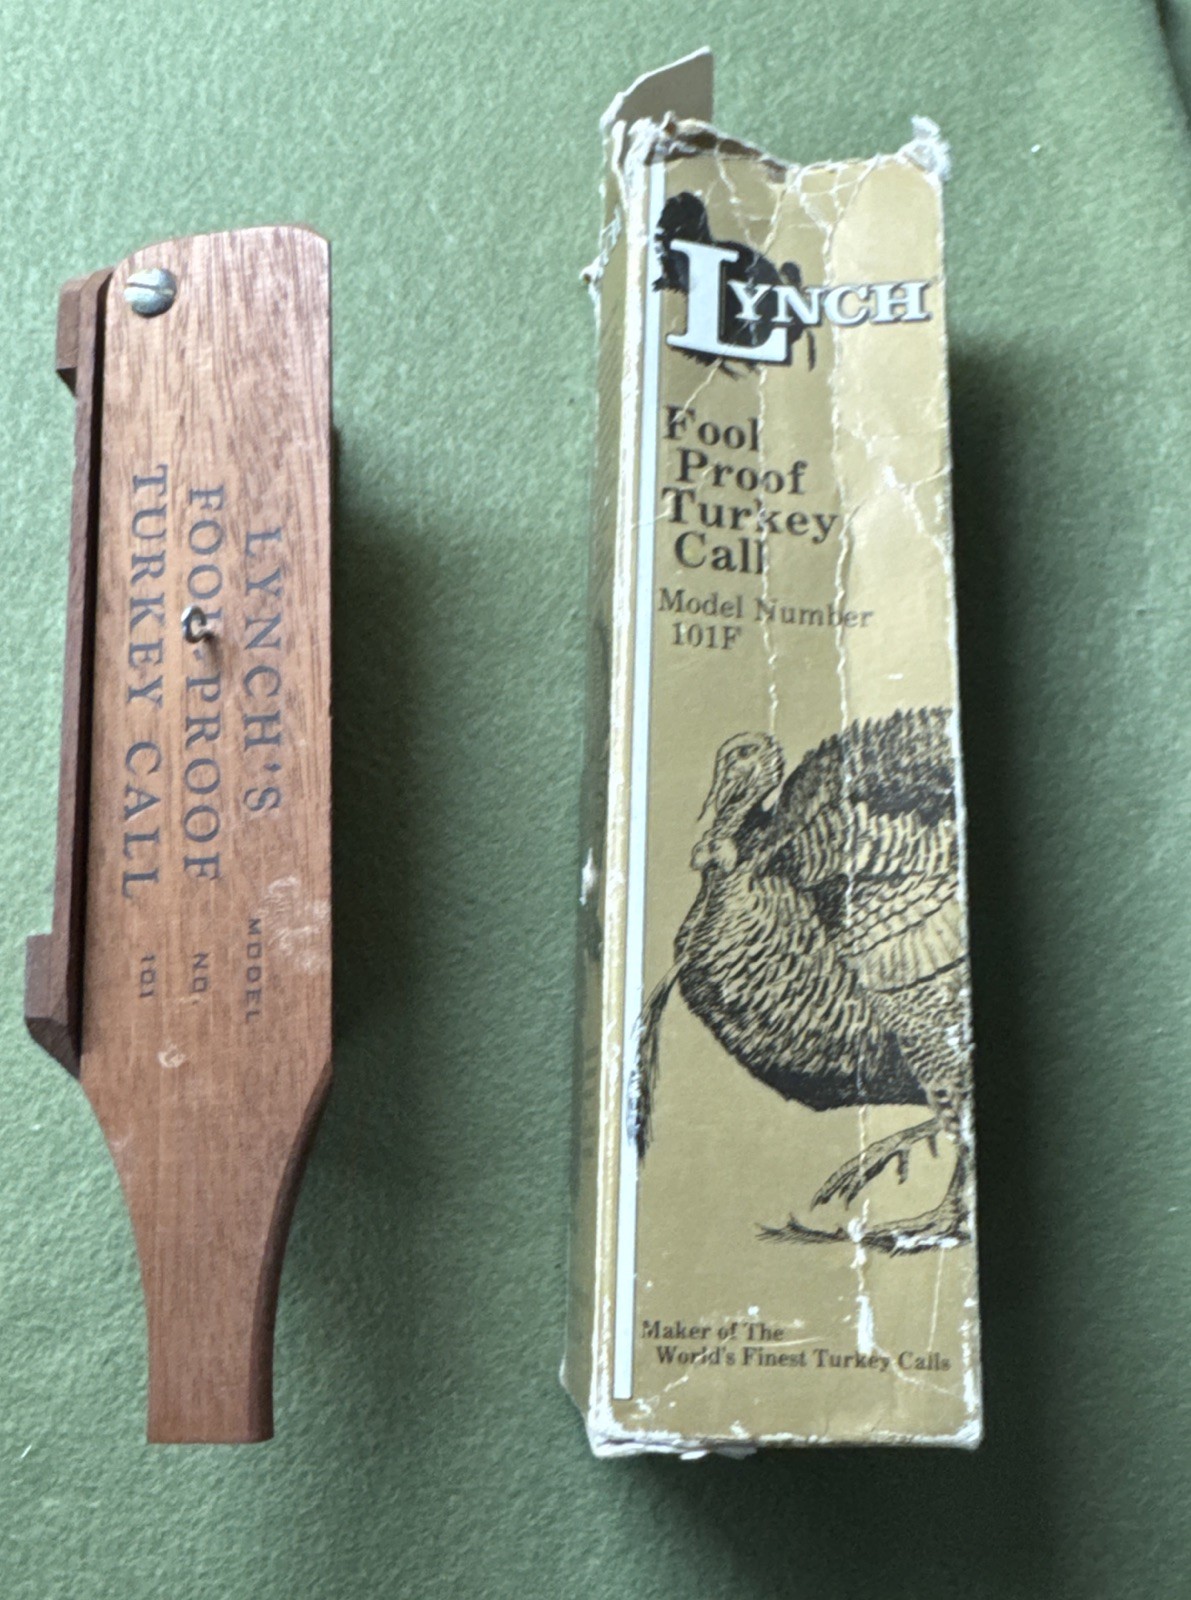 LYNCH'S
FOOL-PROOF
TURKEY CALL
MODEL
NO.
101
LYNCH
Fool
Proof
Turkey
Call
Model Number
101F
Maker of The
World's Finest Turkey Calls